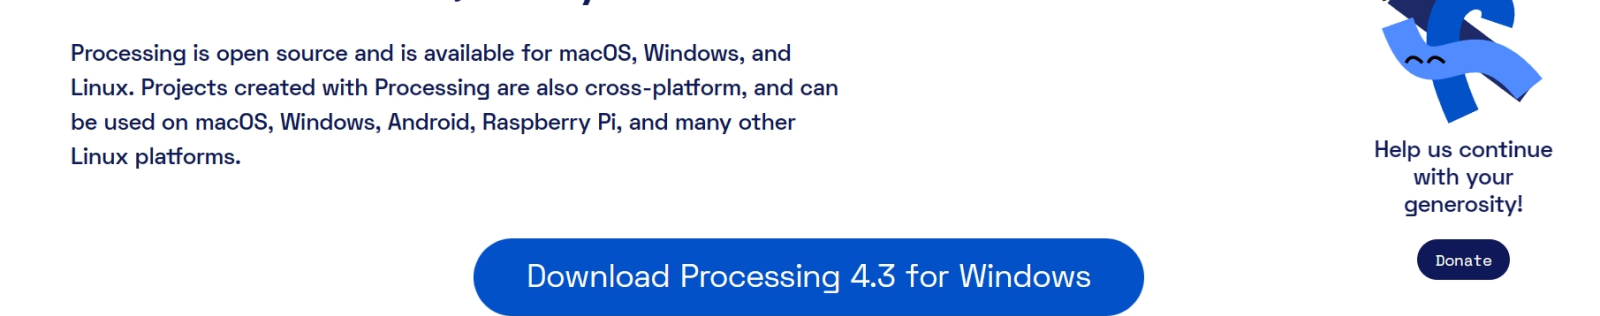 Processing is open source and is available for macOS, Windows, and
Linux. Projects created with Processing are also cross-platform, and can
be used on macOS, Windows, Android, Raspberry Pi, and many other
Linux platforms.
Download Processing 4.3 for Windows
Help us continue
with your
generosity!
Donate